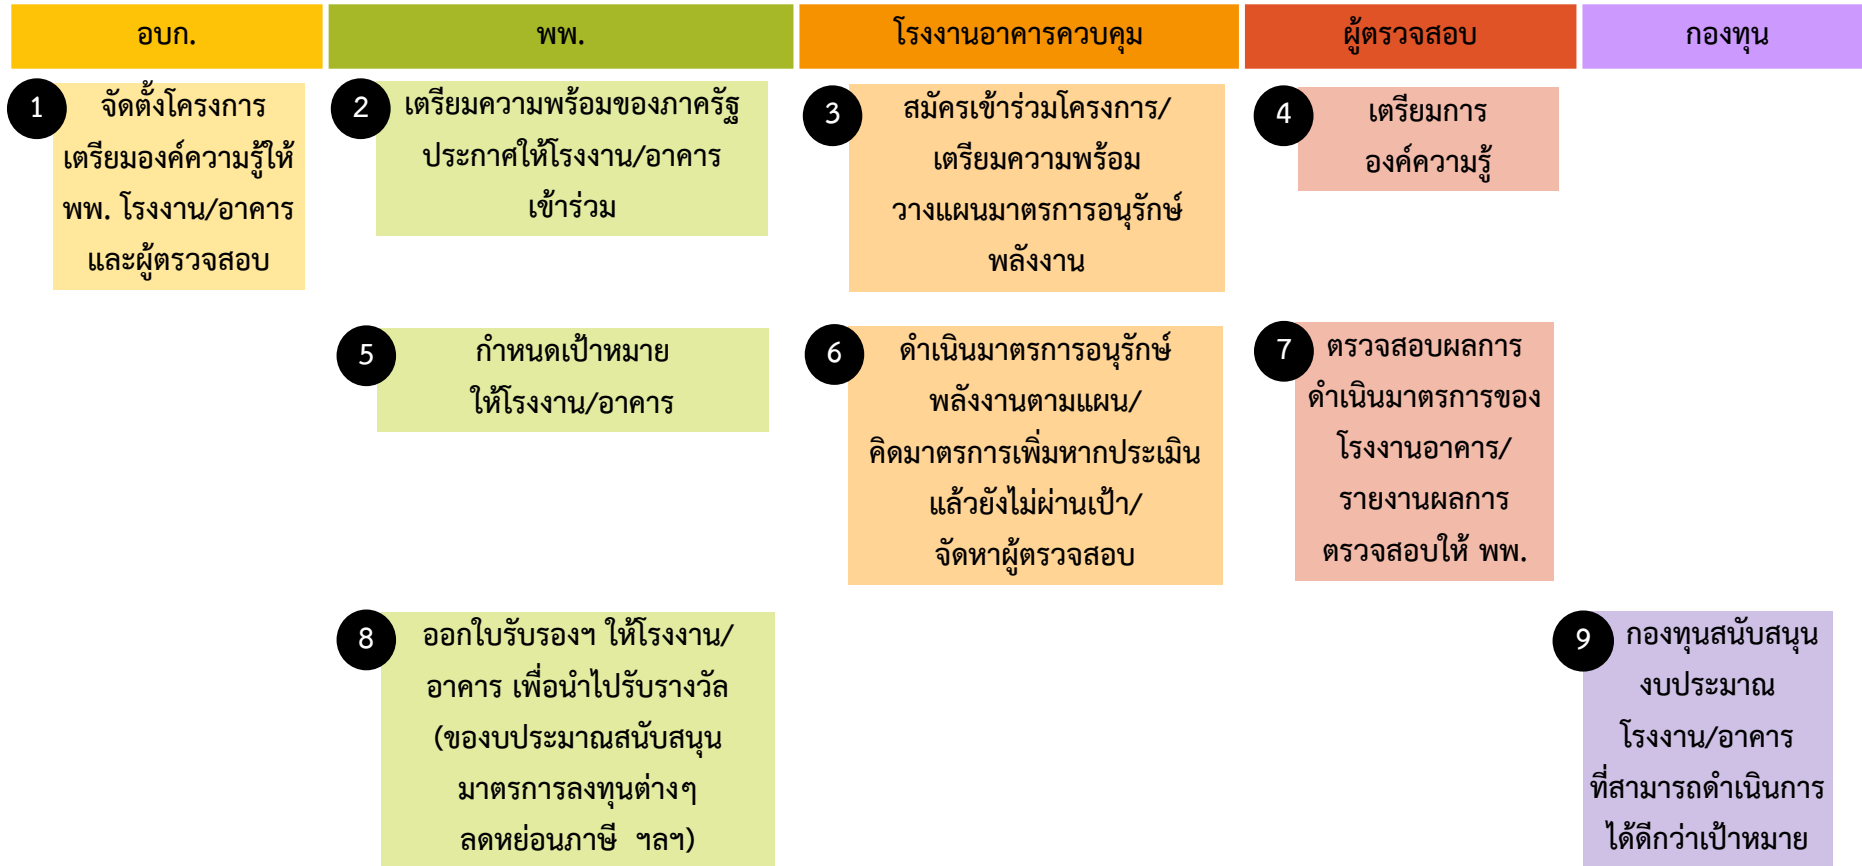 อบก.
พพ.
โรงงานอาคารควบคุม
ผู้ตรวจสอบ
กองทุน
1
จัดตั้งโครงการ
เตรียมองค์ความรู้ให้
พพ. โรงงาน/อาคาร
และผู้ตรวจสอบ
2
เตรียมความพร้อมของภาครัฐ
ประกาศให้โรงงาน/อาคาร
เข้าร่วม
3
สมัครเข้าร่วมโครงการ/
เตรียมความพร้อม
วางแผนมาตรการอนุรักษ์
พลังงาน
4
เตรียมการ
องค์ความรู้
5
กำหนดเป้าหมาย
ให้โรงงาน/อาคาร
6
ดำเนินมาตรการอนุรักษ์
พลังงานตามแผน/
คิดมาตรการเพิ่มหากประเมิน
แล้วยังไม่ผ่านเป้า/
จัดหาผู้ตรวจสอบ
7
ตรวจสอบผลการ
ดำเนินมาตรการของ
โรงงานอาคาร/
รายงานผลการ
ตรวจสอบให้ พพ.
8
ออกใบรับรองฯ ให้โรงงาน/
อาคาร เพื่อนำไปรับรางวัล
(ของบประมาณสนับสนุน
มาตรการลงทุนต่างๆ
ลดหย่อนภาษี ฯลฯ)
9
กองทุนสนับสนุน
งบประมาณ
โรงงาน/อาคาร
ที่สามารถดำเนินการ
ได้ดีกว่าเป้าหมาย